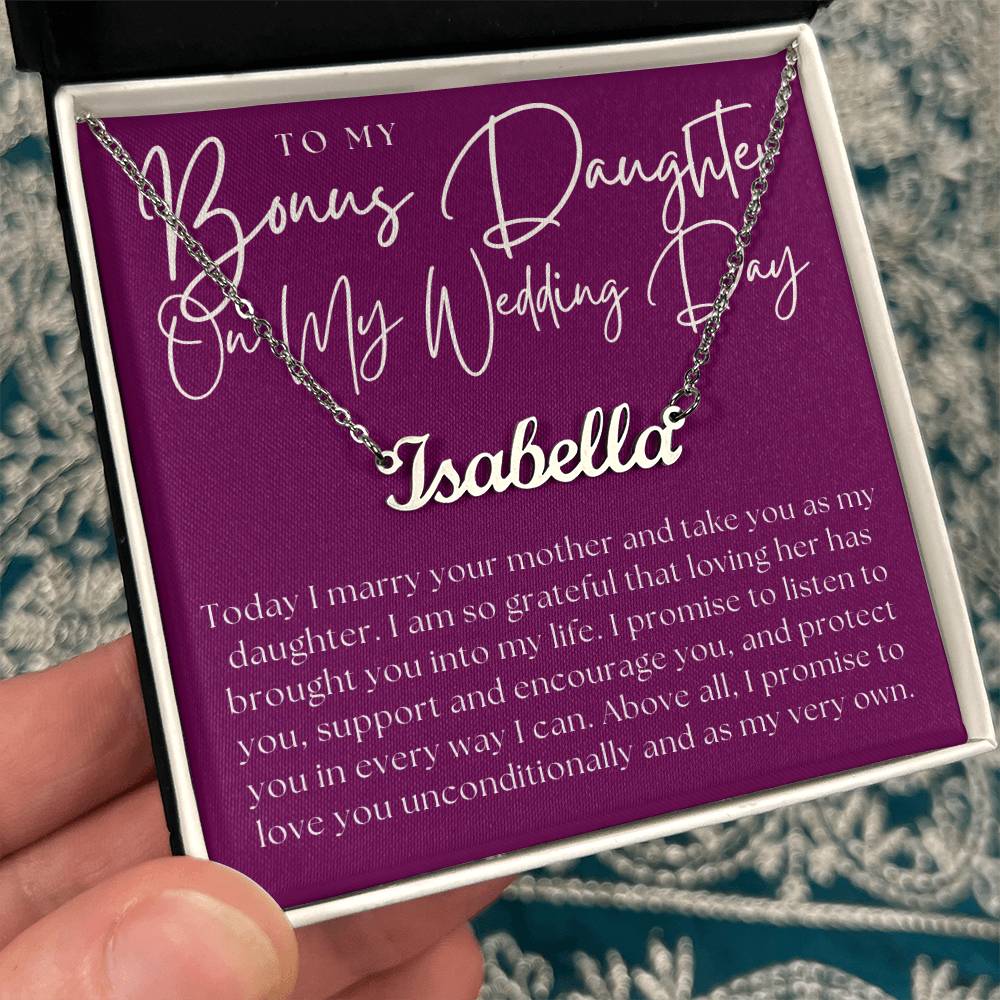 TO MY
Bonus Daughter
On My Wedding Day
Isabella
Today I marry your mother and take you as my
daughter. I am so grateful that loving her has
brought you into my life. I promise to listen to
you, support and encourage you, and protect
you in every way I can. Above all, I promise to
love you unconditionally and as my very own.